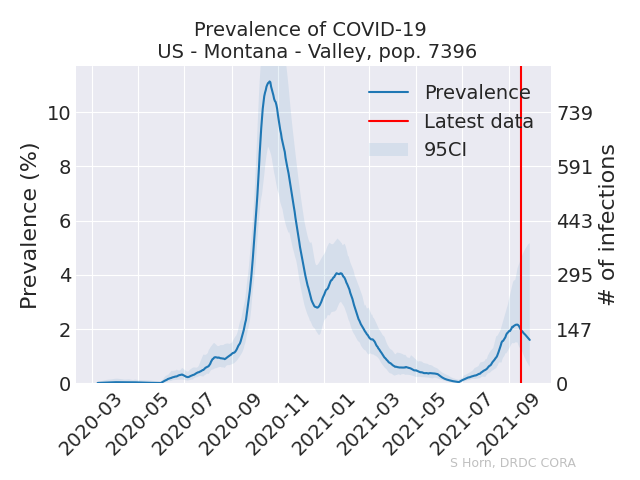 Prevalence of COVID-19
US - Montana - Valley, pop. 7396
Prevalence
Latest data
95CI
Prevalence (%)
10
8
6
4
2
0
739
591
443
295
147
0
# of infections
2020-03
2020-05
2020-07
2020-09
2020-11
2021-01
2021-03
2021-05
2021-07
2021-09
S Horn, DRDC CORA